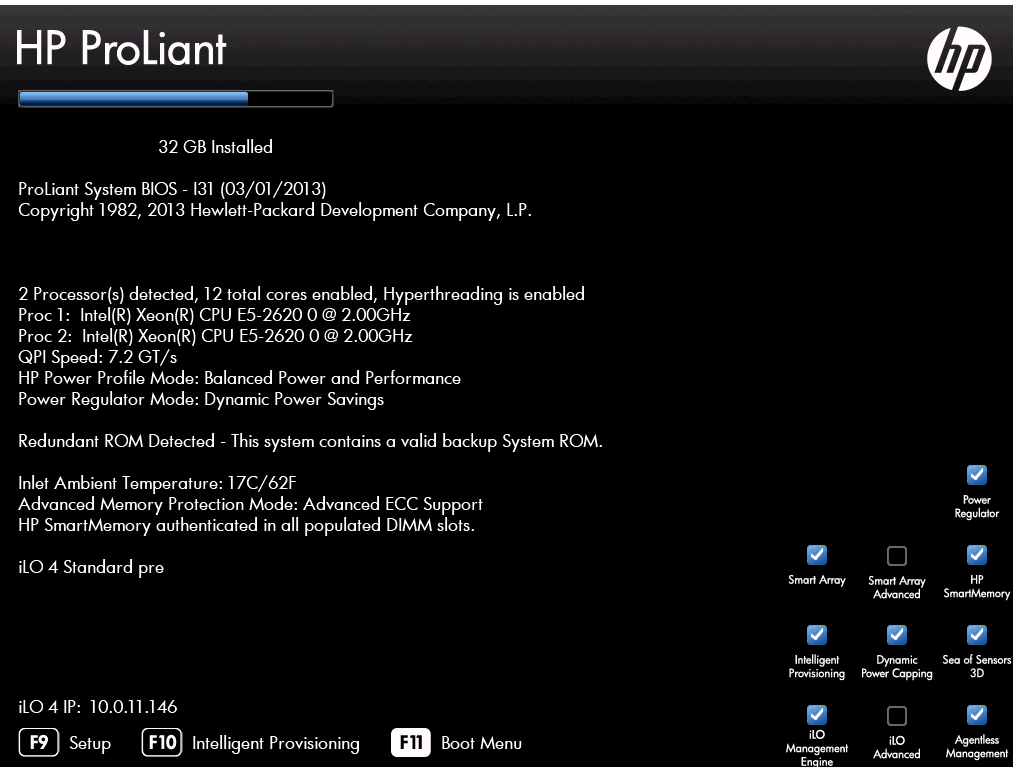 HP ProLiant
hp
32 GB Installed
ProLiant System BIOS - I31 (03/01/2013)
Copyright 1982, 2013 Hewlett-Packard Development Company, L.P.
2 Processor(s) detected, 12 total cores enabled, Hyperthreading is enabled
Proc 1: Intel(R) Xeon(R) CPU E5-2620 0 @ 2.00GHz
Proc 2: Intel(R) Xeon(R) CPU E5-2620 0 @ 2.00GHz
QPI Speed: 7.2 GT/s
HP Power Profile Mode: Balanced Power and Performance
Power Regulator Mode: Dynamic Power Savings
Redundant ROM Detected - This system contains a valid backup System ROM.
Inlet Ambient Temperature: 17C/62F
Advanced Memory Protection Mode: Advanced ECC Support
HP SmartMemory authenticated in all populated DIMM slots.
iLO 4 Standard pre
Power
Regulator
Smart Array
Smart Array
Advanced
HP
SmartMemory
Intelligent
Provisioning
Dynamic
Power Capping
Sea of Sensors
3D
iLO
Management
Engine
iLO
Advanced
Agentless
Management
iLO 4 IP: 10.0.11.146
F9 Setup F10 Intelligent Provisioning F11 Boot Menu